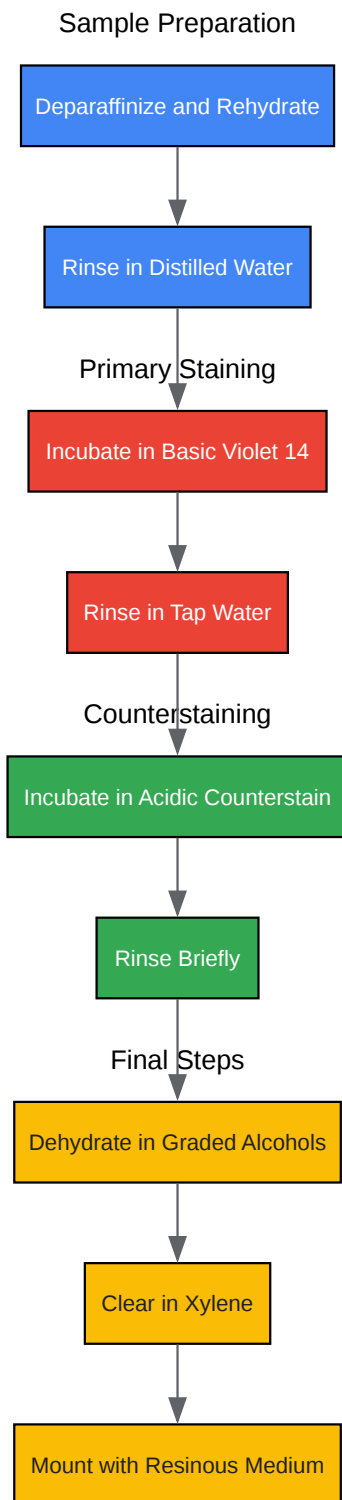 Sample Preparation
Deparaffinize and Rehydrate
Rinse in Distilled Water
Primary Staining
Incubate in Basic Violet 14
Rinse in Tap Water
Counterstaining
Incubate in Acidic Counterstain
Rinse Briefly
Final Steps
Dehydrate in Graded Alcohols
Clear in Xylene
Mount with Resinous Medium